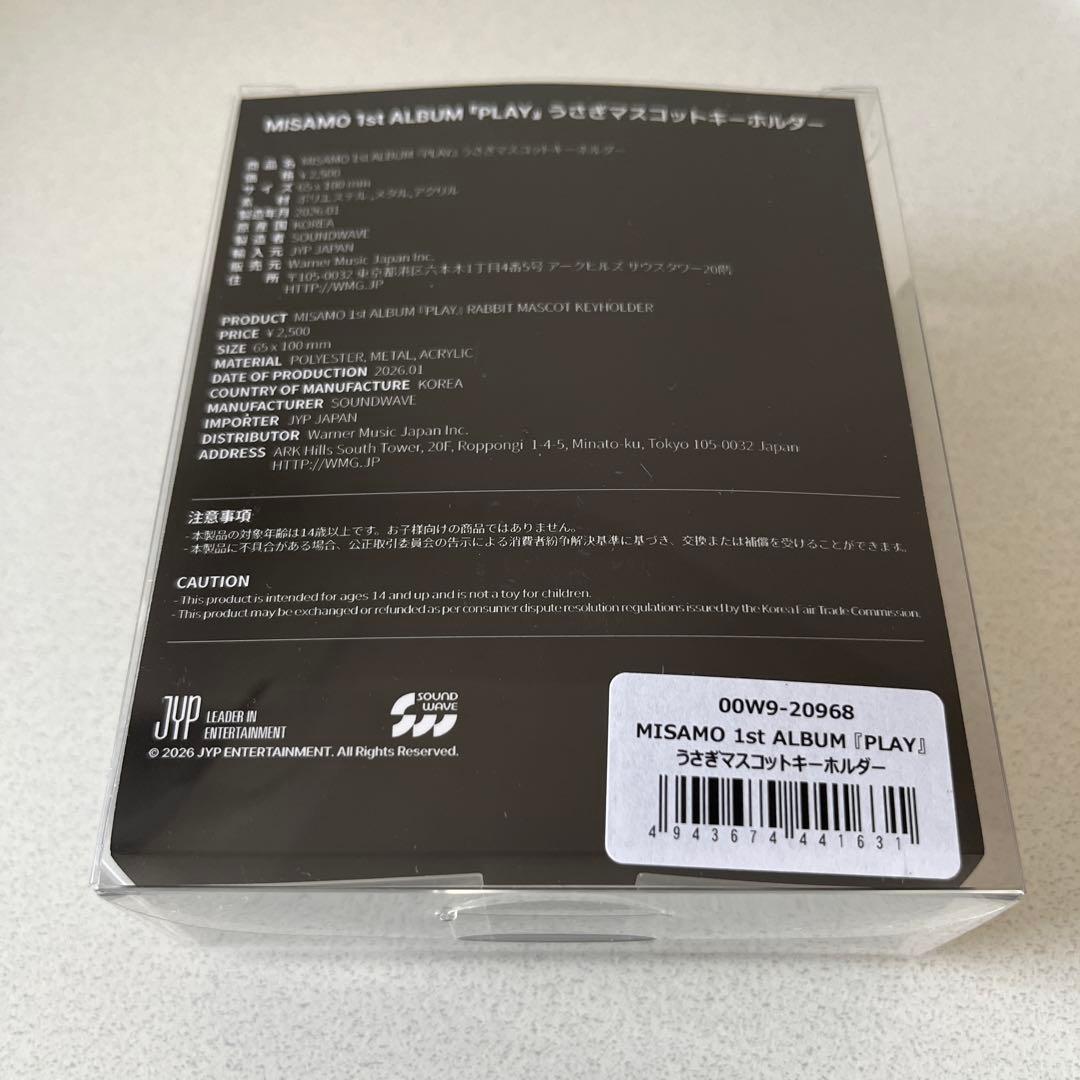 MISAMO 1st ALBUM『PLAY』うさぎマスコットキーホルダー
商品名 MISAMO 1st ALBUM『PLAY』うさぎマスコットキーホルダー
価格 ¥2,500
サイズ 65 x 100 mm
素材 ポリエステル,メタル,アクリル
製造年月 2026.01
原産国 KOREA
製造者 SOUNDWAVE
輸入元 JYP JAPAN
販売元 Warner Music Japan Inc.
住所 〒105-0032 東京都港区六本木1丁目4番5号 アークヒルズ サウスタワー20階
HTTP://WMG.JP
PRODUCT MISAMO 1st ALBUM『PLAY』RABBIT MASCOT KEYHOLDER
PRICE ¥2,500
SIZE 65 x 100 mm
MATERIAL POLYESTER, METAL, ACRYLIC
DATE OF PRODUCTION 2026.01
COUNTRY OF MANUFACTURE KOREA
MANUFACTURER SOUNDWAVE
IMPORTER JYP JAPAN
DISTRIBUTOR Warner Music Japan Inc.
ADDRESS ARK Hills South Tower, 20F, Roppongi 1-4-5, Minato-ku, Tokyo 105-0032 Japan
HTTP://WMG.JP
注意事項
- 本製品の対象年齢は14歳以上です。お子様向けの商品ではありません。
- 本製品に不具合がある場合、公正取引委員会の告示による消費者紛争解決基準に基づき、交換または補償を受けることができます。
CAUTION
- This product is intended for ages 14 and up and is not a toy for children.
- This product may be exchanged or refunded as per consumer dispute resolution regulations issued by the Korea Fair Trade Commission.
JYP LEADER IN
ENTERTAINMENT
SOUND
WAVE
© 2026 JYP ENTERTAINMENT. All Rights Reserved.
00W9-20968
MISAMO 1st ALBUM『PLAY』
うさぎマスコットキーホルダー
4943674441631